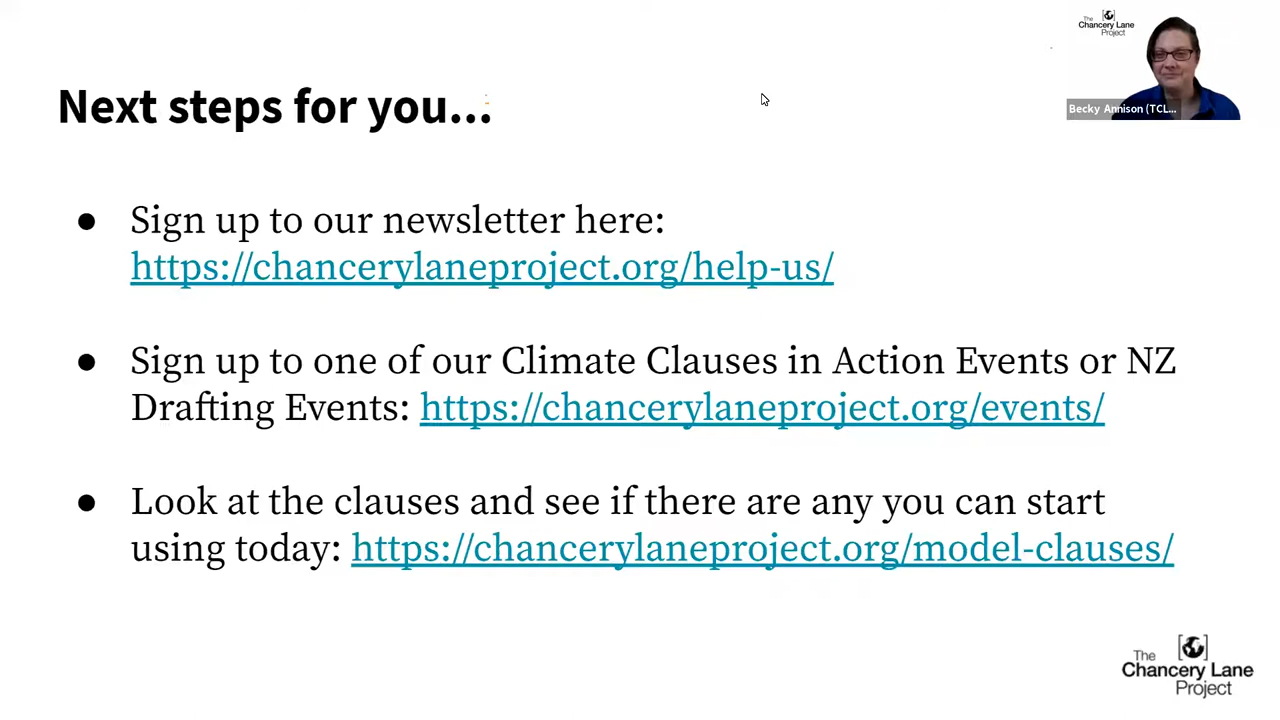 The
Chancery Lane
Project
Becky Annison (TCL...
Next steps for you...
● Sign up to our newsletter here:
https://chancerylaneproject.org/help-us/
● Sign up to one of our Climate Clauses in Action Events or NZ
Drafting Events: https://chancerylaneproject.org/events/
● Look at the clauses and see if there are any you can start
using today: https://chancerylaneproject.org/model-clauses/
The
Chancery Lane
Project